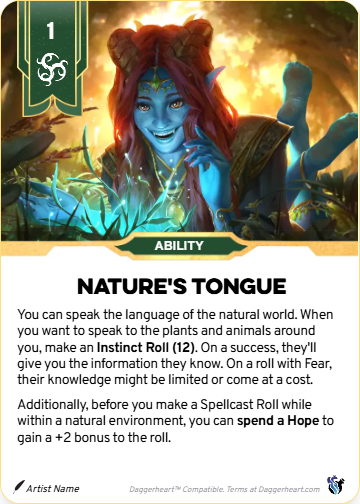 1
ABILITY
NATURE'S TONGUE
You can speak the language of the natural world. When
you want to speak to the plants and animals around
you, make an Instinct Roll (12). On a success, they'll
give you the information they know. On a roll with Fear,
their knowledge might be limited or come at a cost.
Additionally, before you make a Spellcast Roll while
within a natural environment, you can spend a Hope to
gain a +2 bonus to the roll.
Artist Name
Daggerheart™ Compatible. Terms at Daggerheart.com